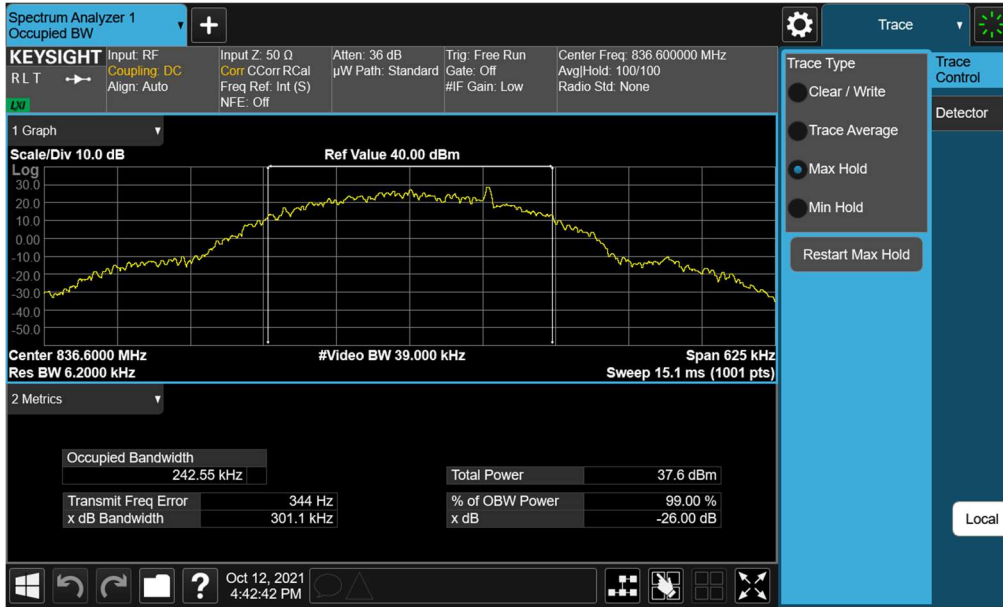 Spectrum Analyzer 1
Occupied BW
Trace
KEYSIGHT
R L T
LXI
Input: RF
Coupling: DC
Align: Auto
Input Z: 50 Ω
Corr CCorr RCal
Freq Ref: Int (S)
NFE: Off
Atten: 36 dB
µW Path: Standard
Trig: Free Run
Gate: Off
#IF Gain: Low
Center Freq: 836.600000 MHz
Avg|Hold: 100/100
Radio Std: None
Trace Type
Clear / Write
Trace Average
Max Hold
Min Hold
Restart Max Hold
Trace
Control
Detector
Local
1 Graph
Scale/Div 10.0 dB
Ref Value 40.00 dBm
Log
30.0
20.0
10.0
0.00
-10.0
-20.0
-30.0
-40.0
-50.0
Center 836.6000 MHz
#Video BW 39.000 kHz
Span 625 kHz
Res BW 6.2000 kHz
Sweep 15.1 ms (1001 pts)
2 Metrics
Occupied Bandwidth
242.55 kHz
Total Power 37.6 dBm
Transmit Freq Error 344 Hz
% of OBW Power 99.00 %
x dB Bandwidth 301.1 kHz
x dB -26.00 dB
?
Oct 12, 2021
4:42:42 PM